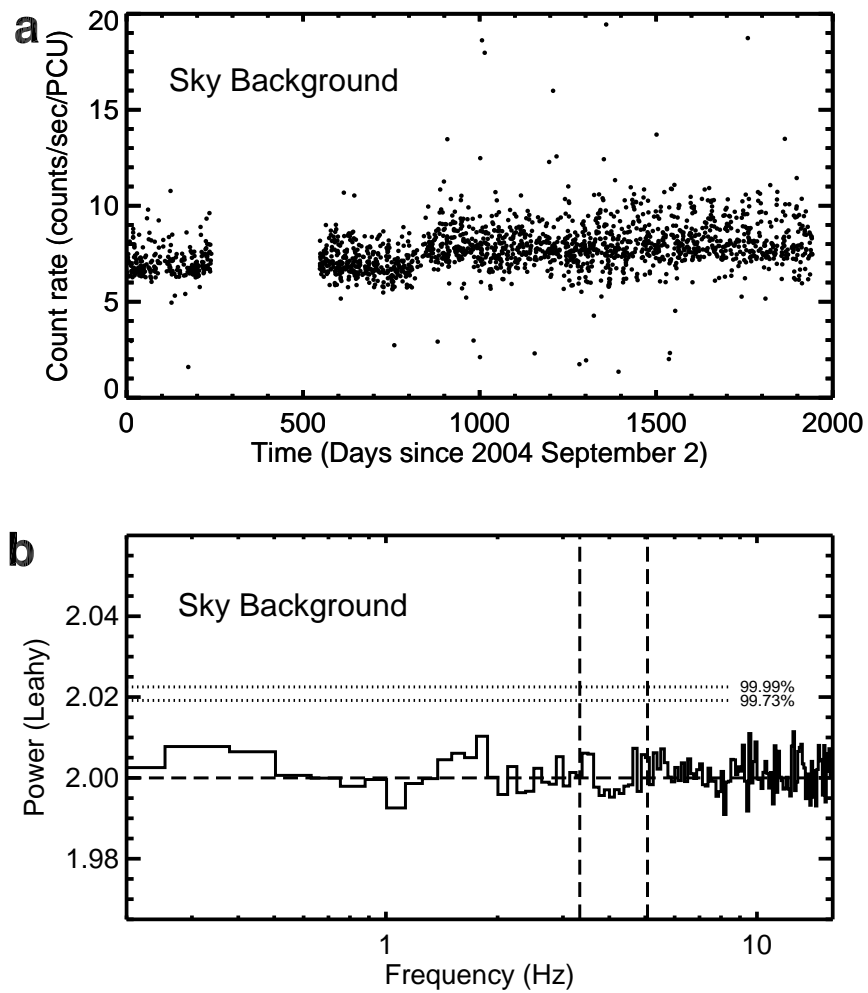 a
20
Sky Background
15
10
5
0
Count rate (counts/sec/PCU)
0 500 1000 1500 2000
Time (Days since 2004 September 2)
b
Sky Background
2.04
2.02
2.00
1.98
99.99%
99.73%
Power (Leahy)
1 10
Frequency (Hz)